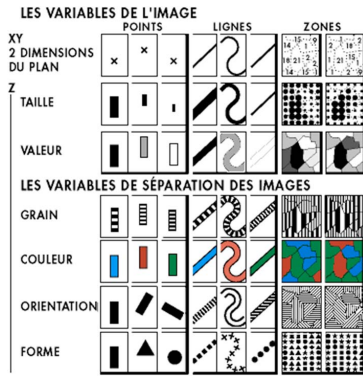 LES VARIABLES DE L'IMAGE
POINTS LIGNES ZONES
XY
2 DIMENSIONS
DU PLAN
Z
TAILLE
VALEUR
LES VARIABLES DE SÉPARATION DES IMAGES
GRAIN
COULEUR
ORIENTATION
FORME